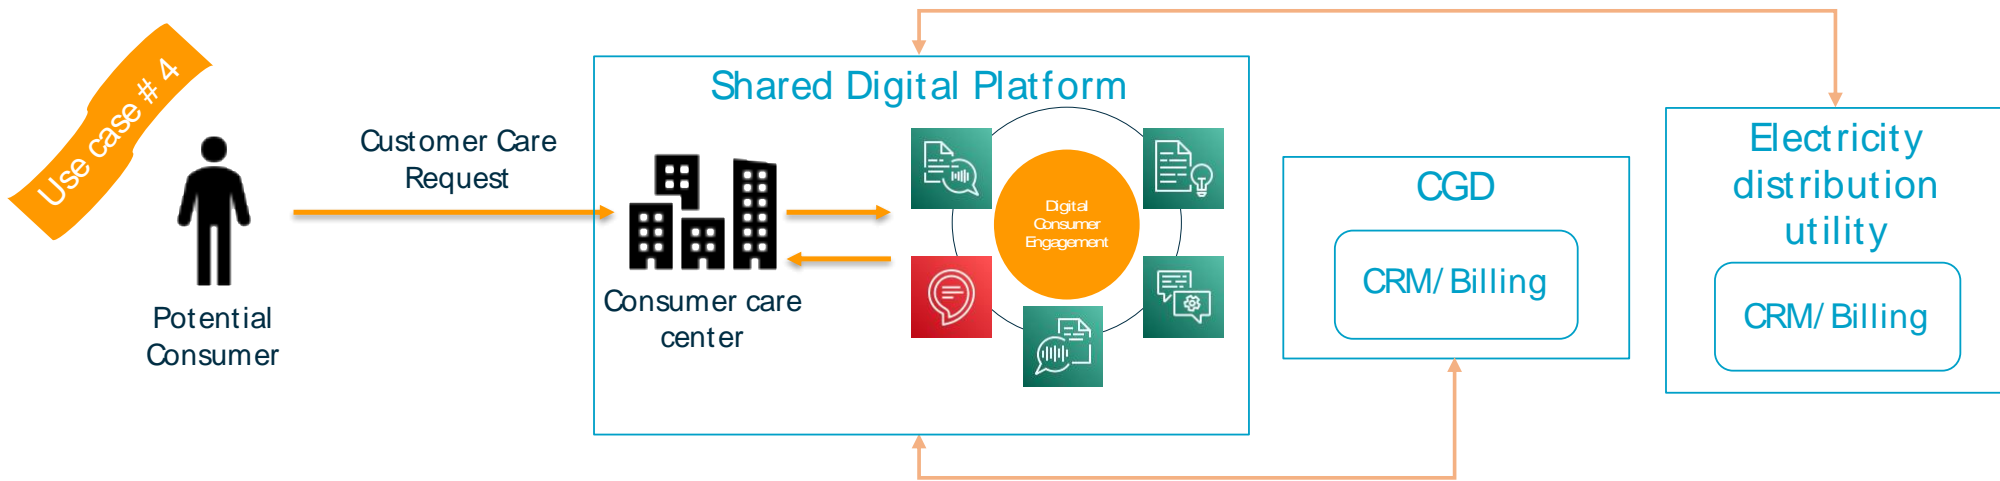 Use case # 4
Potential
Consumer
Customer Care
Request
Shared Digital Platform
Consumer care
center
Digital
Consumer
Engagement
CGD
CRM/Billing
Electricity
distribution
utility
CRM/Billing